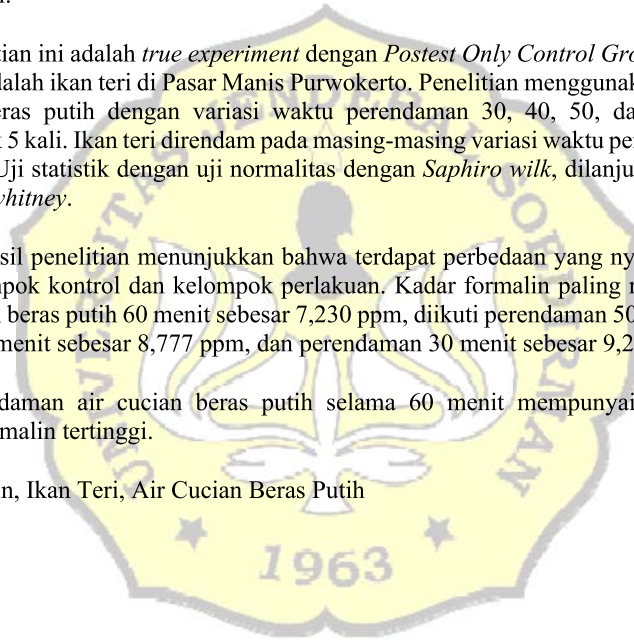 tian ini adalah true experiment dengan Postest Only Control Gro
dalah ikan teri di Pasar Manis Purwokerto. Penelitian menggunak
eras putih dengan variasi waktu perendaman 30, 40, 50, da
k 5 kali. Ikan teri direndam pada masing-masing variasi waktu per
Uji statistik dengan uji normalitas dengan Saphiro wilk, dilanju
whitney.
sil penelitian menunjukkan bahwa terdapat perbedaan yang ny
mpok kontrol dan kelompok perlakuan. Kadar formalin paling r
beras putih 60 menit sebesar 7,230 ppm, diikuti perendaman 50
menit sebesar 8,777 ppm, dan perendaman 30 menit sebesar 9,2
daman air cucian beras putih selama 60 menit mempunyai
malin tertinggi.
n, Ikan Teri, Air Cucian Beras Putih
UNIVERSITAS JENDERAL SOEDIRMAN
1963